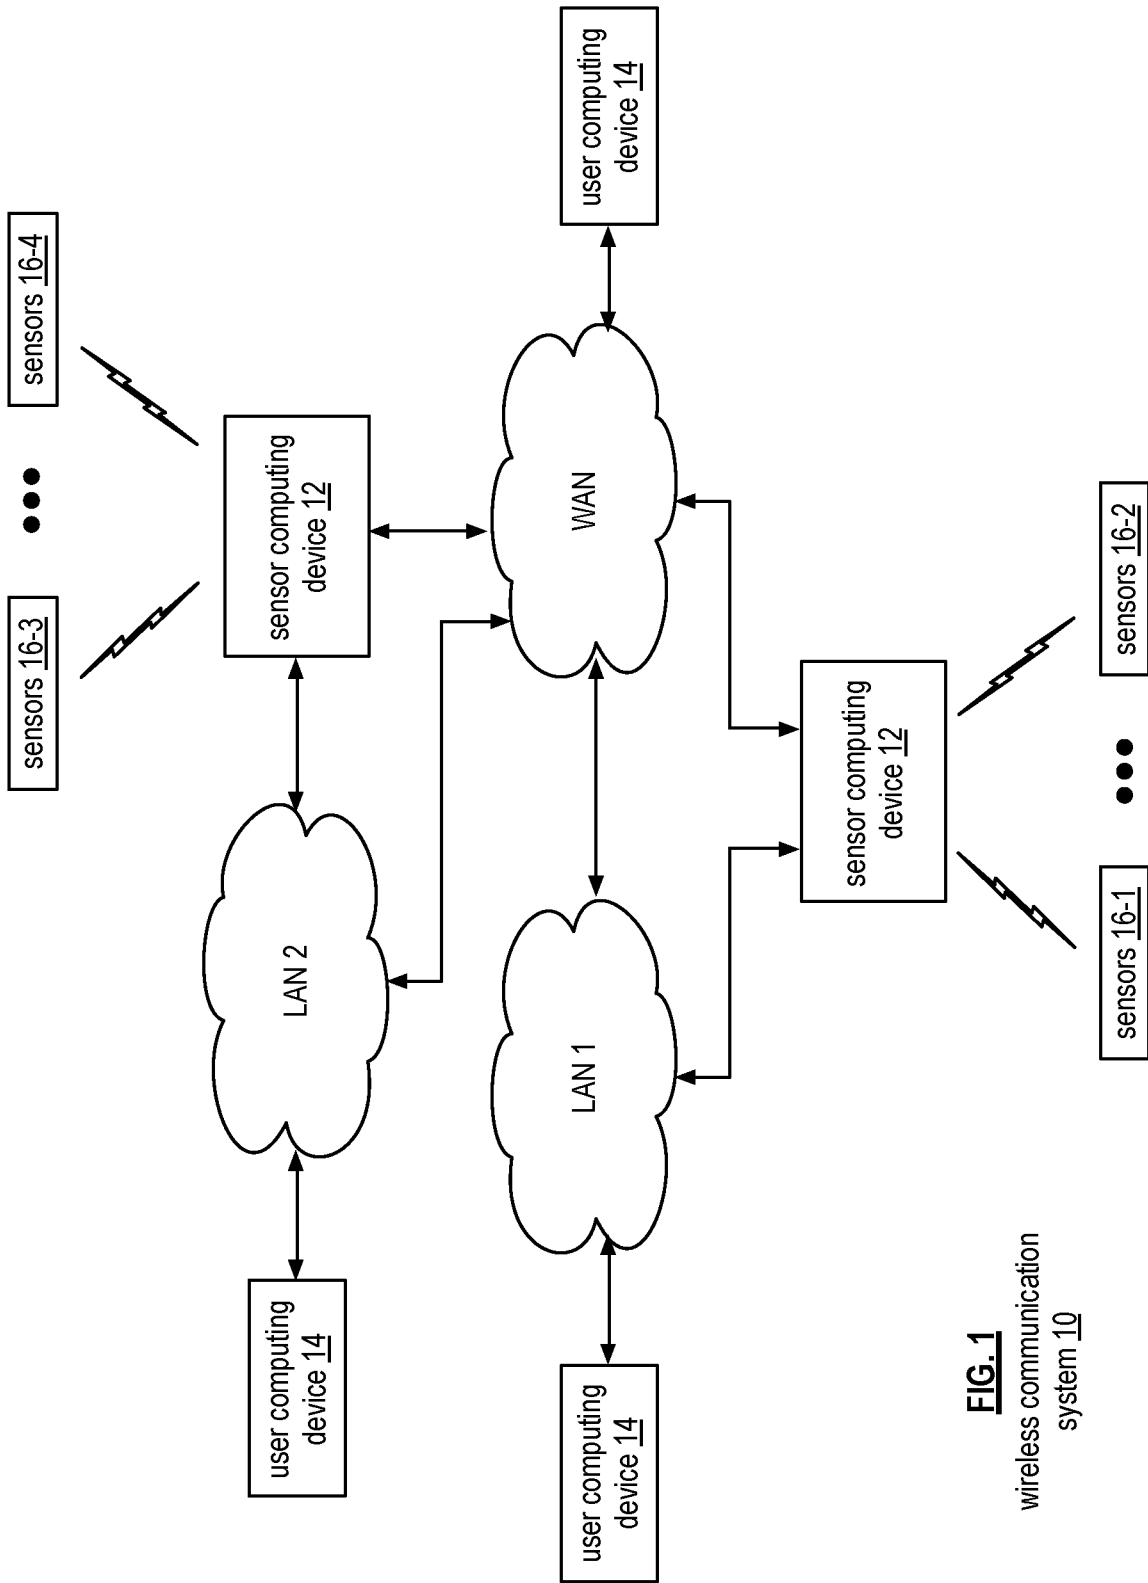 sensors 16-3
sensors 16-4
sensor computing
device 12
user computing
device 14
LAN 2
user computing
device 14
LAN 1
WAN
user computing
device 14
sensor computing
device 12
FIG. 1
wireless communication
system 10
sensors 16-1
sensors 16-2